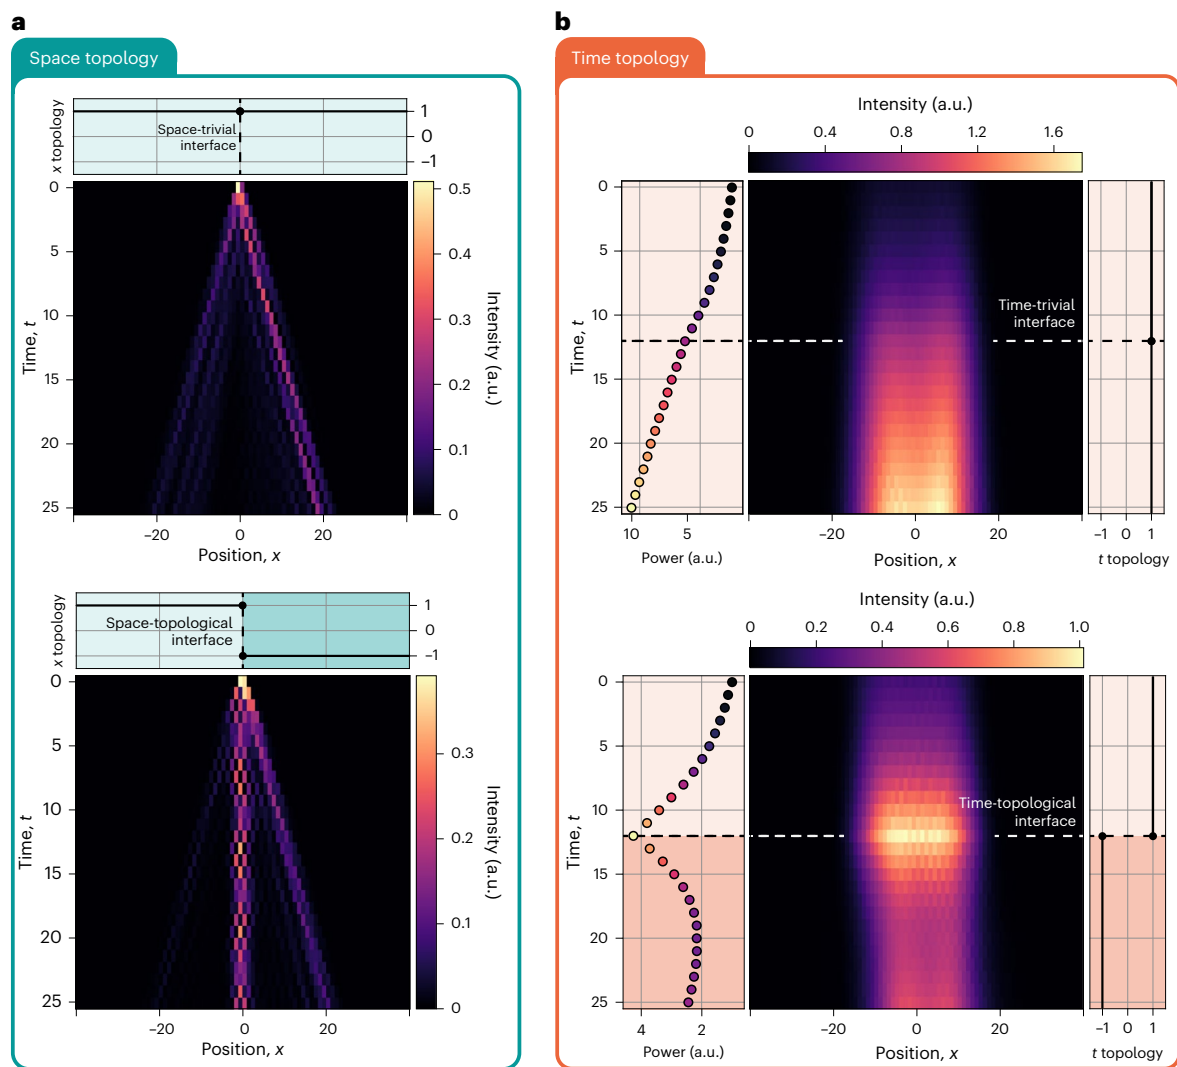 a
Space topology
x topology
1
0
–1
Space-trivial
interface
0
5
10
15
20
25
Time, t
–20
0
20
Position, x
0.5
0.4
0.3
0.2
0.1
0
Intensity (a.u.)
x topology
1
0
–1
Space-topological
interface
0
5
10
15
20
25
Time, t
–20
0
20
Position, x
0.3
0.2
0.1
0
Intensity (a.u.)
b
Time topology
Intensity (a.u.)
0 0.4 0.8 1.2 1.6
0
5
10
15
20
25
Time, t
10 5
Power (a.u.)
Time-trivial
interface
–20 0 20
Position, x
–1 0 1
t topology
Intensity (a.u.)
0 0.2 0.4 0.6 0.8 1.0
0
5
10
15
20
25
Time, t
4 2
Power (a.u.)
Time-topological
interface
–20 0 20
Position, x
–1 0 1
t topology